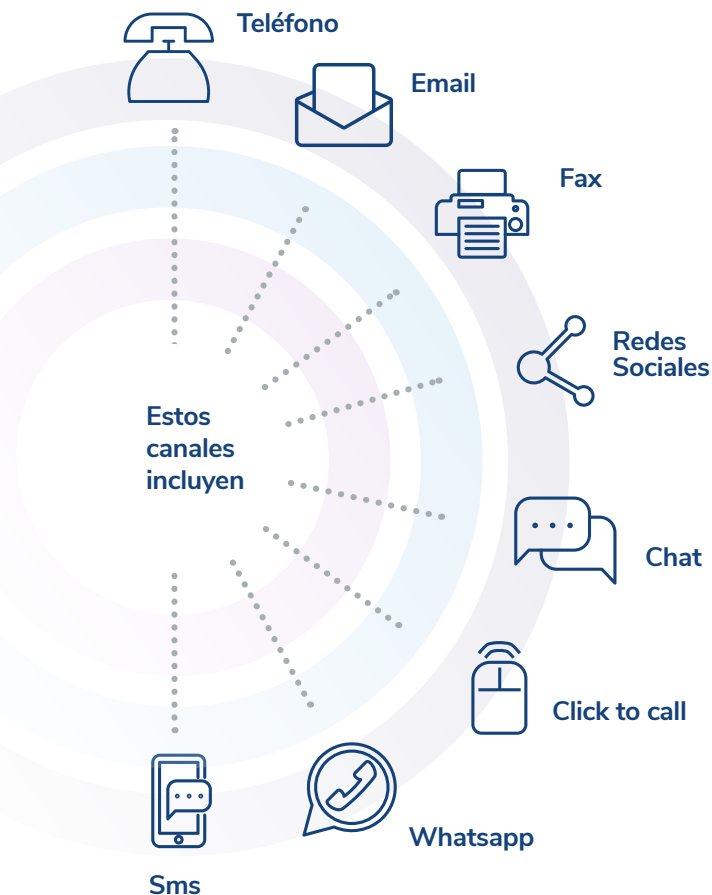 Teléfono
Email
Fax
Redes
Sociales
Estos
canales
incluyen
Chat
Click to call
Whatsapp
Sms